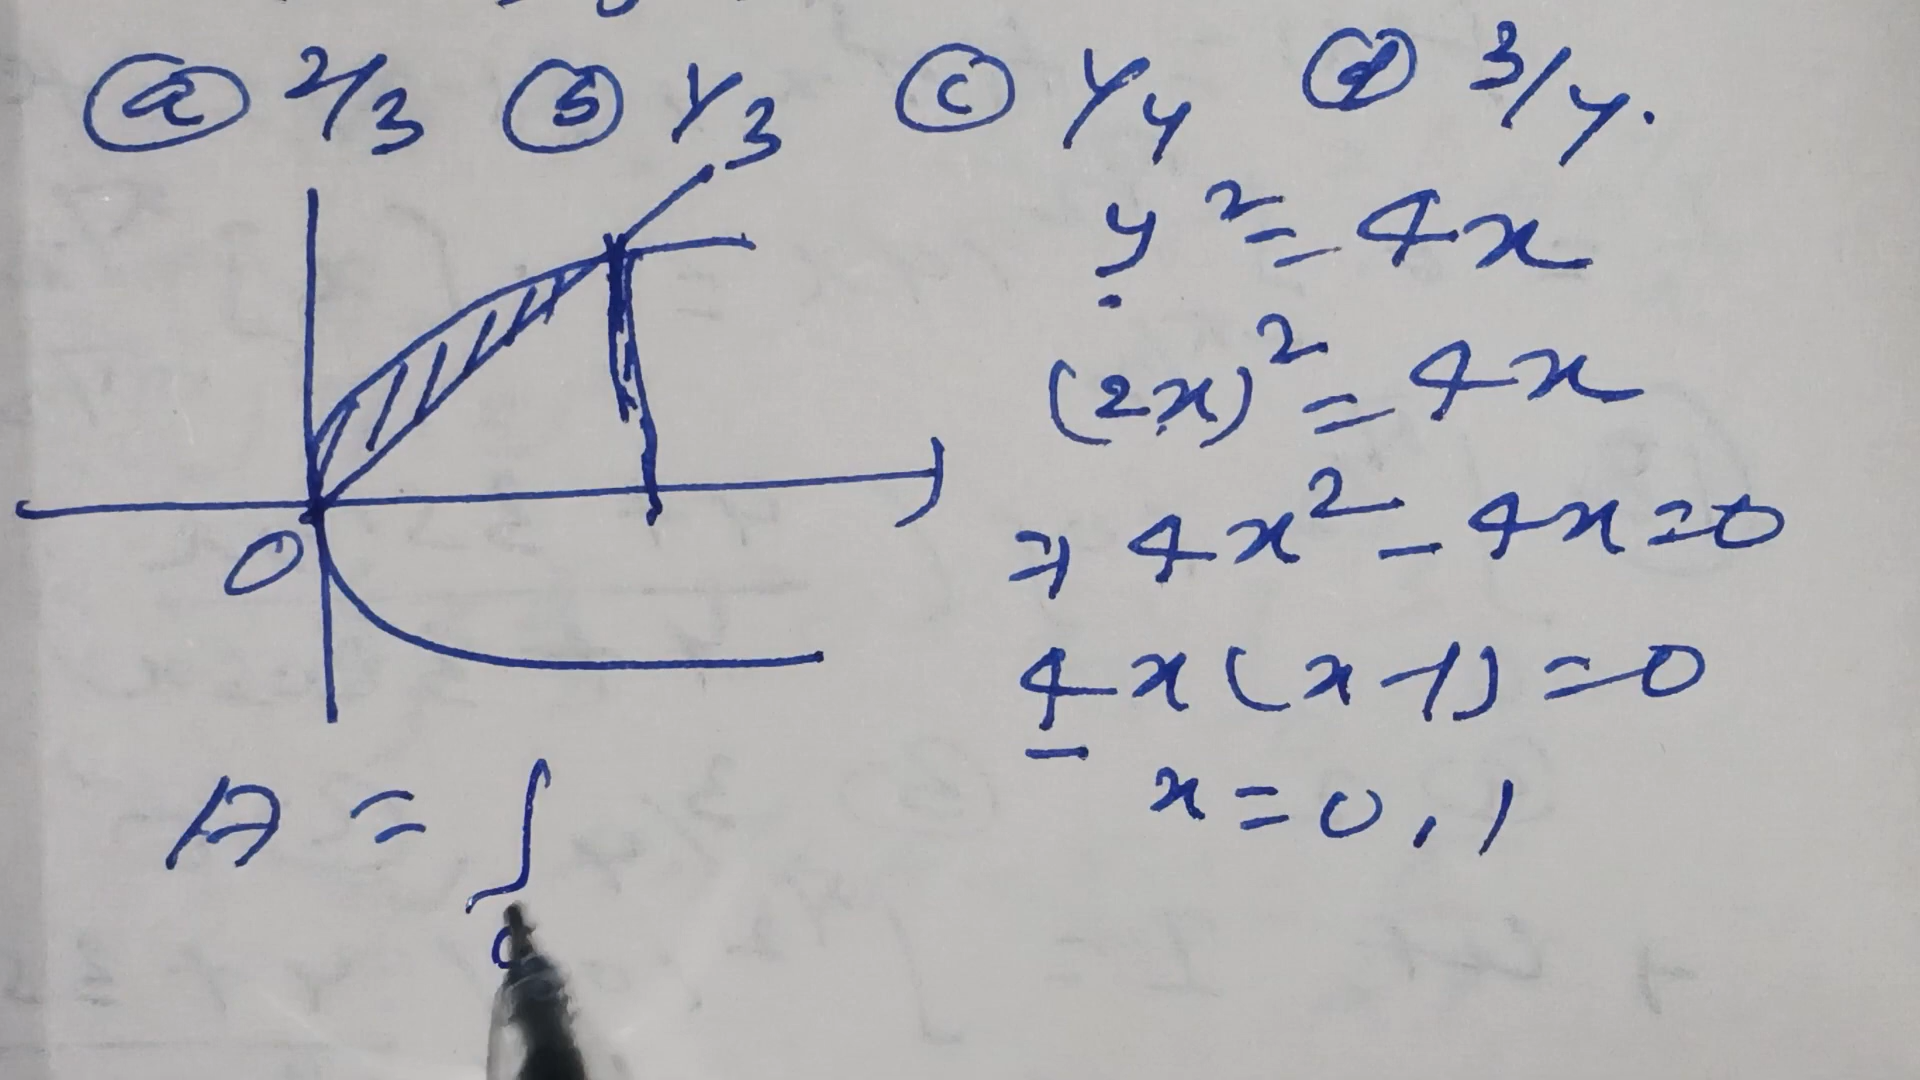 (a) 2/3 (b) 1/3 (c) 1/4 (d) 3/4.
y² = 4x
(2x)² = 4x
⇒ 4x² - 4x = 0
4x(x-1) = 0
x = 0, 1
O
A = ∫₀